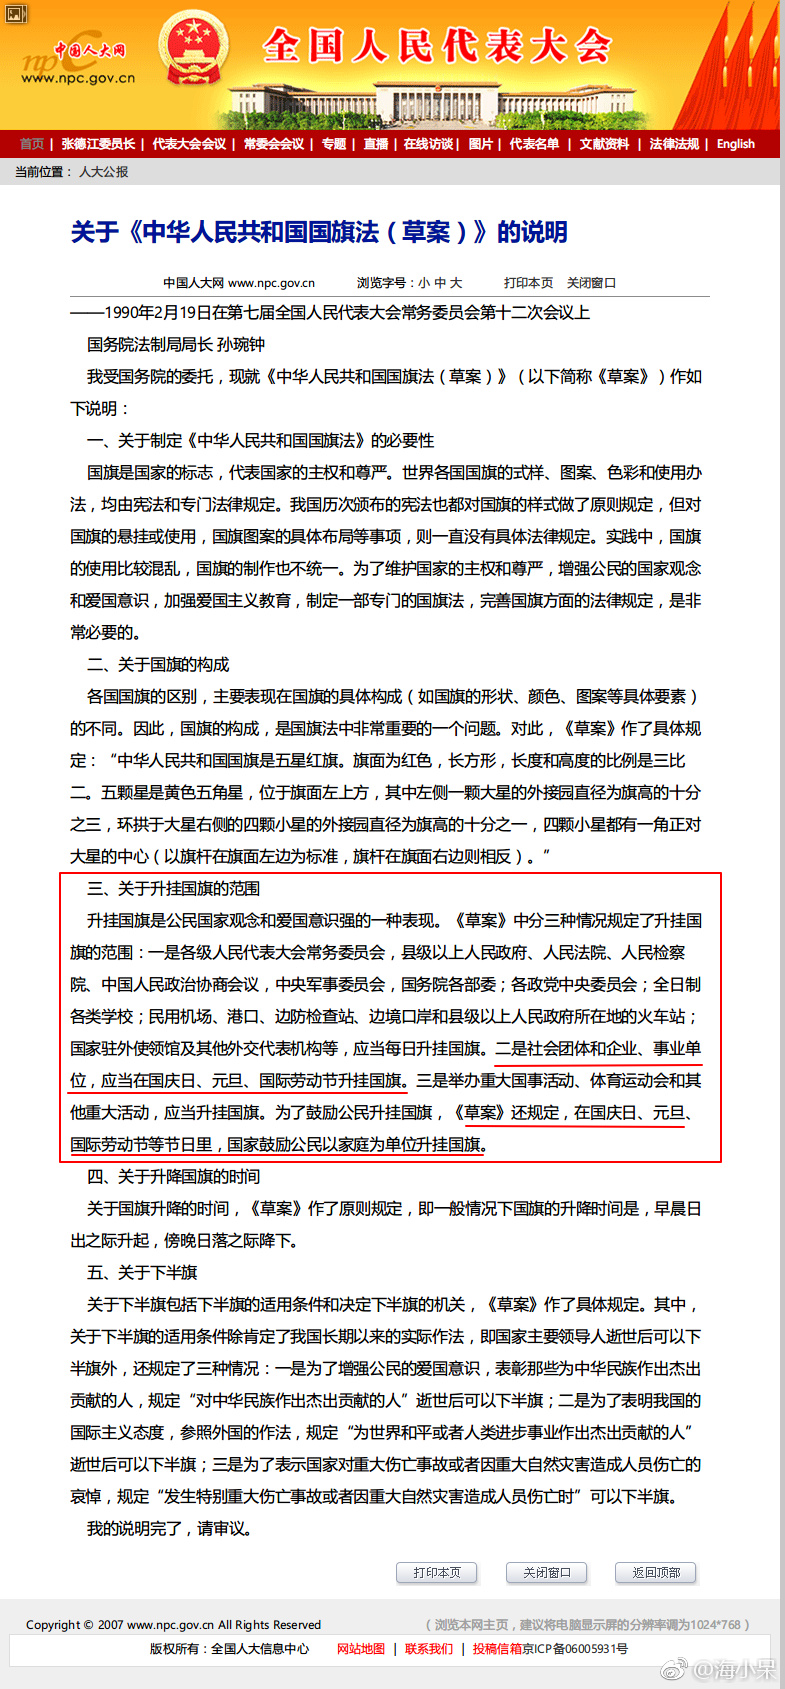 中国人大网
npc
www.npc.gov.cn
全国人民代表大会
首页 | 张德江委员长 | 代表大会会议 | 常委会会议 | 专题 | 直播 | 在线访谈 | 图片 | 代表名单 | 文献资料 | 法律法规 | English
当前位置： 人大公报
关于《中华人民共和国国旗法（草案）》的说明
中国人大网 www.npc.gov.cn 浏览字号：小 中 大 打印本页 关闭窗口
——1990年2月19日在第七届全国人民代表大会常务委员会第十二次会议上
国务院法制局局长 孙琬钟
我受国务院的委托，现就《中华人民共和国国旗法（草案）》（以下简称《草案》）作如
下说明：
一、关于制定《中华人民共和国国旗法》的必要性
国旗是国家的标志，代表国家的主权和尊严。世界各国国旗的式样、图案、色彩和使用办
法，均由宪法和专门法律规定。我国历次颁布的宪法也都对国旗的样式做了原则规定，但对
国旗的悬挂或使用，国旗图案的具体布局等事项，则一直没有具体法律规定。实践中，国旗
的使用比较混乱，国旗的制作也不统一。为了维护国家的主权和尊严，增强公民的国家观念
和爱国意识，加强爱国主义教育，制定一部专门的国旗法，完善国旗方面的法律规定，是非
常必要的。
二、关于国旗的构成
各国国旗的区别，主要表现在国旗的具体构成（如国旗的形状、颜色、图案等具体要素）
的不同。因此，国旗的构成，是国旗法中非常重要的一个问题。对此，《草案》作了具体规
定：“中华人民共和国国旗是五星红旗。旗面为红色，长方形，长度和高度的比例是三比
二。五颗星是黄色五角星，位于旗面左上方，其中左侧一颗大星的外接园直径为旗高的十分
之三，环拱于大星右侧的四颗小星的外接园直径为旗高的十分之一，四颗小星都有一角正对
大星的中心（以旗杆在旗面左边为标准，旗杆在旗面右边则相反）。”
三、关于升挂国旗的范围
升挂国旗是公民国家观念和爱国意识强的一种表现。《草案》中分三种情况规定了升挂国
旗的范围：一是各级人民代表大会常务委员会，县级以上人民政府、人民法院、人民检察
院、中国人民政治协商会议，中央军事委员会，国务院各部委；各政党中央委员会；全日制
各类学校；民用机场、港口、边防检查站、边境口岸和县级以上人民政府所在地的火车站；
国家驻外使领馆及其他外交代表机构等，应当每日升挂国旗。二是社会团体和企业、事业单
位，应当在国庆日、元旦、国际劳动节升挂国旗。三是举办重大国事活动、体育运动会和其
他重大活动，应当升挂国旗。为了鼓励公民升挂国旗，《草案》还规定，在国庆日、元旦、
国际劳动节等节日里，国家鼓励公民以家庭为单位升挂国旗。
四、关于升降国旗的时间
关于国旗升降的时间，《草案》作了原则规定，即一般情况下国旗的升降时间是，早晨日
出之际升起，傍晚日落之际降下。
五、关于下半旗
关于下半旗包括下半旗的适用条件和决定下半旗的机关，《草案》作了具体规定。其中，
关于下半旗的适用条件除肯定了我国长期以来的实际作法，即国家主要领导人逝世后可以下
半旗外，还规定了三种情况：一是为了增强公民的爱国意识，表彰那些为中华民族作出杰出
贡献的人，规定“对中华民族作出杰出贡献的人”逝世后可以下半旗；二是为了表明我国的
国际主义态度，参照外国的作法，规定“为世界和平或者人类进步事业作出杰出贡献的人”
逝世后可以下半旗；三是为了表示国家对重大伤亡事故或者因重大自然灾害造成人员伤亡的
哀悼，规定“发生特别重大伤亡事故或者因重大自然灾害造成人员伤亡时”可以下半旗。
我的说明完了，请审议。
打印本页 关闭窗口 返回顶部
Copyright © 2007 www.npc.gov.cn All Rights Reserved （ 浏览本网主页，建议将电脑显示屏的分辨率调为1024*768 ）
版权所有：全国人大信息中心 网站地图 | 联系我们 | 投稿信箱京ICP备06005931号
@海小呆